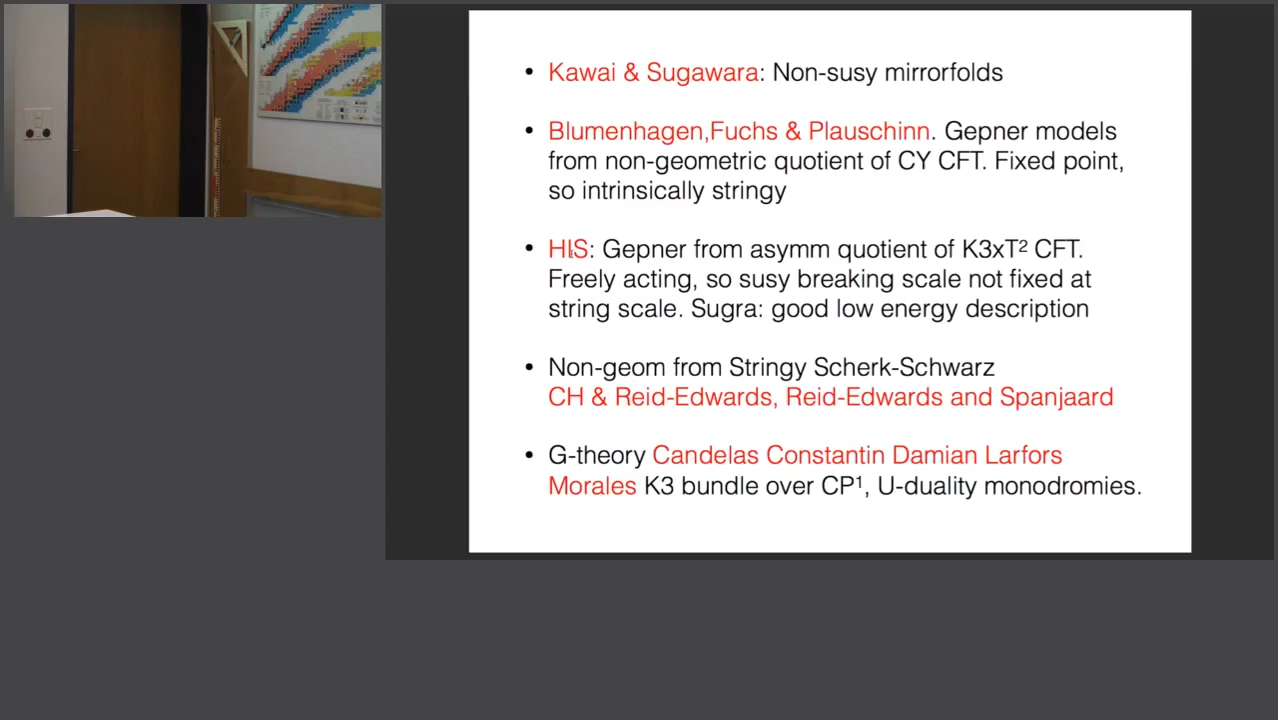 • Kawai & Sugawara: Non-susy mirrorfolds
• Blumenhagen,Fuchs & Plauschinn. Gepner models
from non-geometric quotient of CY CFT. Fixed point,
so intrinsically stringy
• HIS: Gepner from asymm quotient of K3xT² CFT.
Freely acting, so susy breaking scale not fixed at
string scale. Sugra: good low energy description
• Non-geom from Stringy Scherk-Schwarz
CH & Reid-Edwards, Reid-Edwards and Spanjaard
• G-theory Candelas Constantin Damian Larfors
Morales K3 bundle over CP¹, U-duality monodromies.